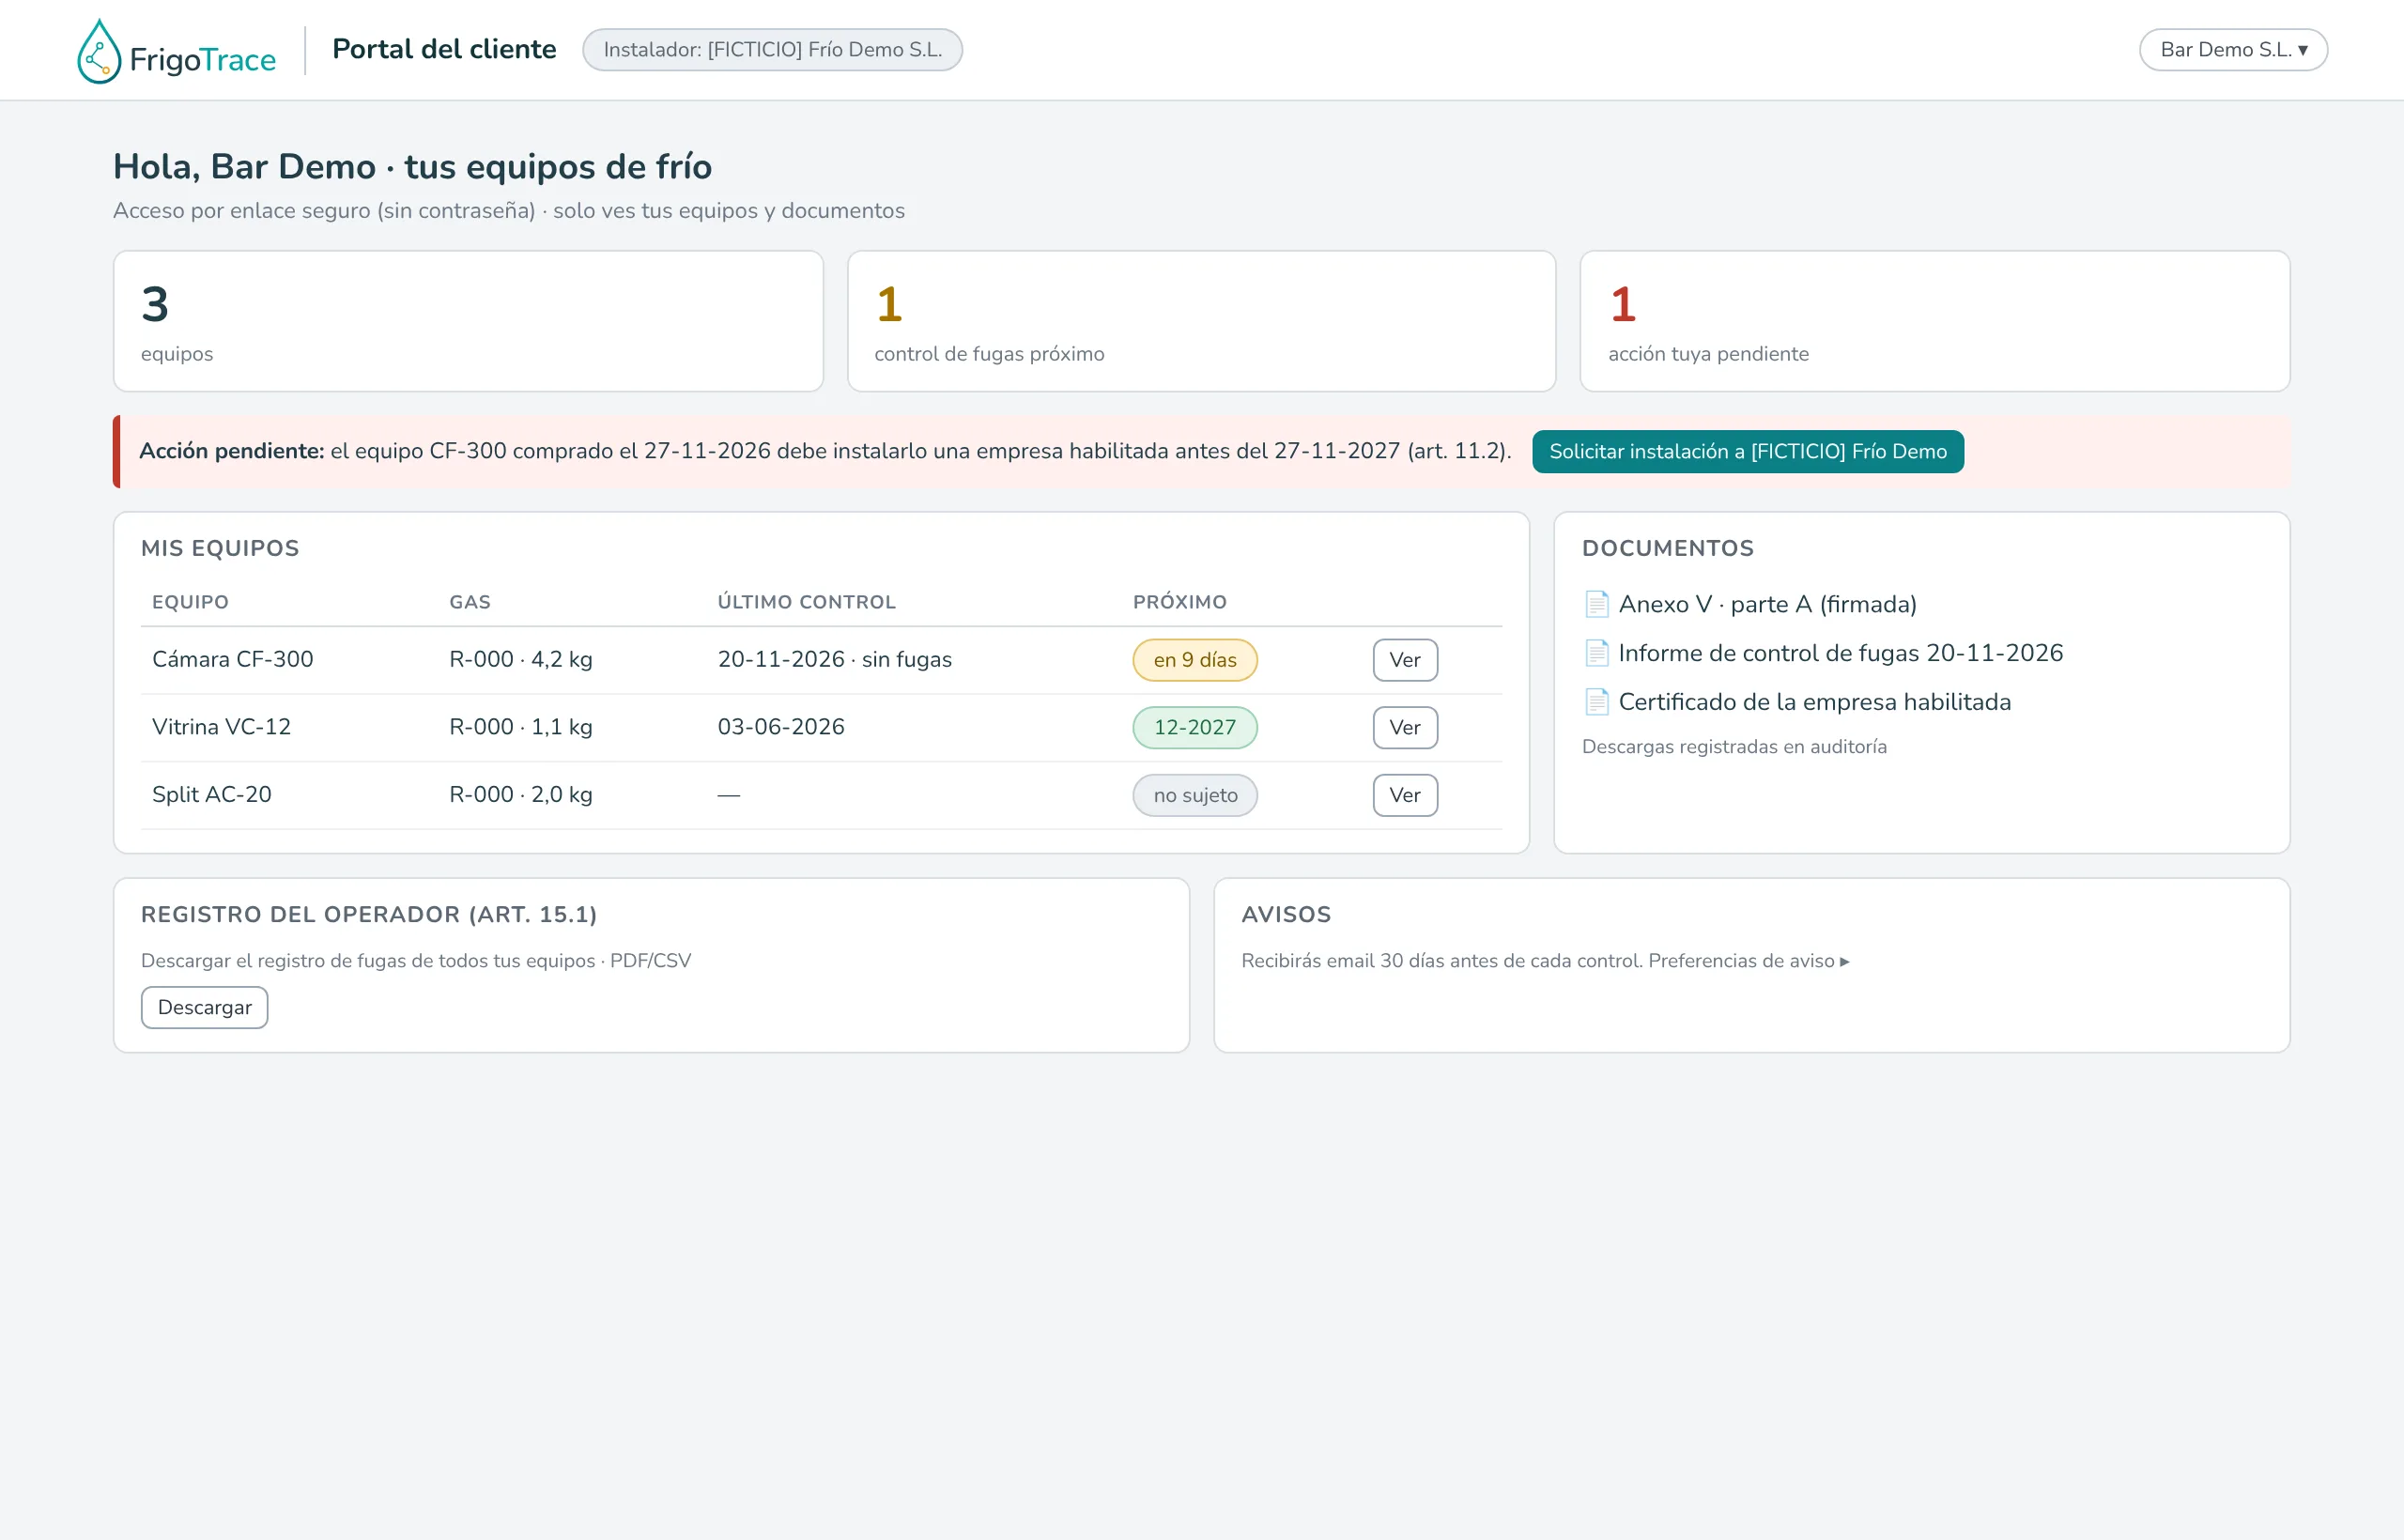 FrigoTrace
Portal del cliente
Instalador: [FICTICIO] Frío Demo S.L.
Bar Demo S.L. ▾
Hola, Bar Demo · tus equipos de frío
Acceso por enlace seguro (sin contraseña) · solo ves tus equipos y documentos
3
equipos
1
control de fugas próximo
1
acción tuya pendiente
Acción pendiente: el equipo CF-300 comprado el 27-11-2026 debe instalarlo una empresa habilitada antes del 27-11-2027 (art. 11.2).
Solicitar instalación a [FICTICIO] Frío Demo
MIS EQUIPOS
EQUIPO GAS ÚLTIMO CONTROL PRÓXIMO
Cámara CF-300 R-000 · 4,2 kg 20-11-2026 · sin fugas en 9 días Ver
Vitrina VC-12 R-000 · 1,1 kg 03-06-2026 12-2027 Ver
Split AC-20 R-000 · 2,0 kg — no sujeto Ver
DOCUMENTOS
Anexo V · parte A (firmada)
Informe de control de fugas 20-11-2026
Certificado de la empresa habilitada
Descargas registradas en auditoría
REGISTRO DEL OPERADOR (ART. 15.1)
Descargar el registro de fugas de todos tus equipos · PDF/CSV
Descargar
AVISOS
Recibirás email 30 días antes de cada control. Preferencias de aviso ▸